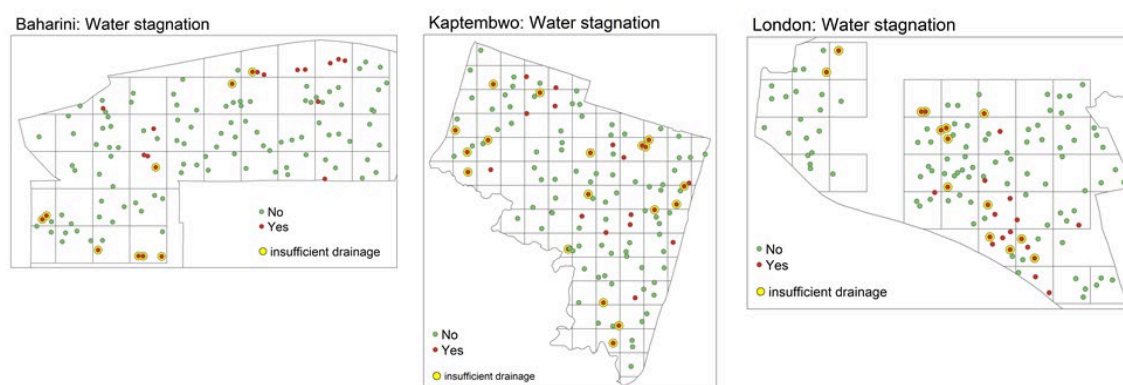 Baharini: Water stagnation
No
Yes
insufficient drainage
Kaptembwo: Water stagnation
No
Yes
insufficient drainage
London: Water stagnation
No
Yes
insufficient drainage